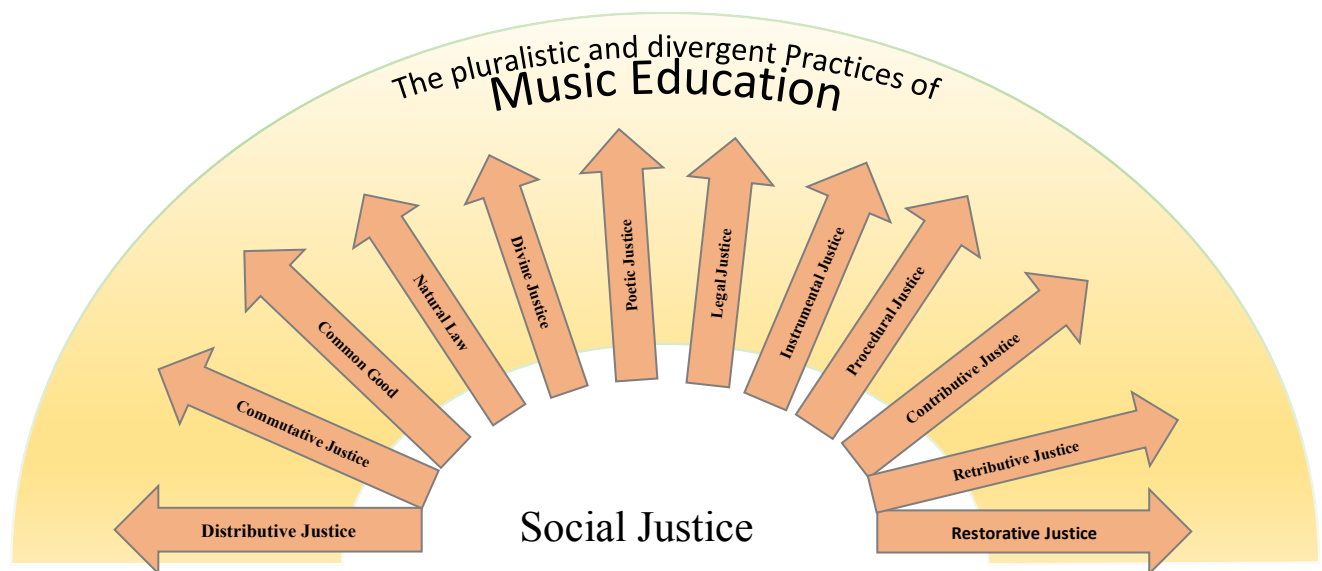 The pluralistic and divergent Practices of
Music Education
Distributive Justice
Commutative Justice
Common Good
Natural Law
Divine Justice
Poetic Justice
Legal Justice
Instrumental Justice
Procedural Justice
Contributive Justice
Retributive Justice
Restorative Justice
Social Justice